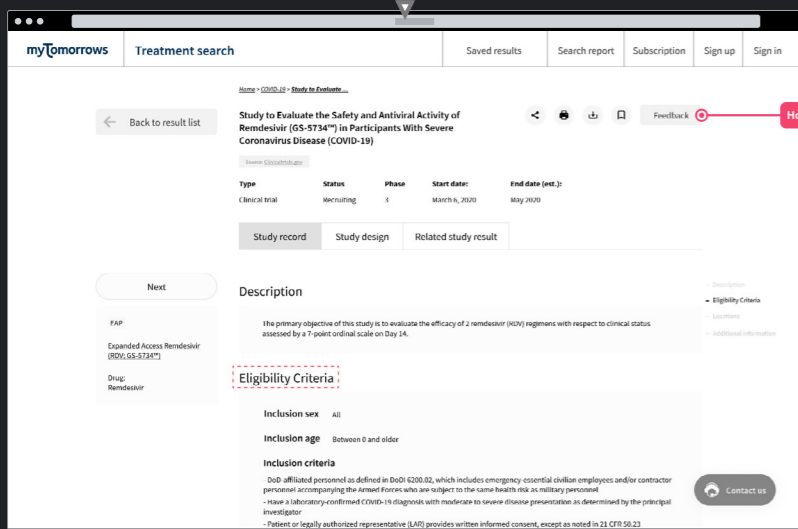 myTomorrows
Treatment search
Saved results
Search report
Subscription
Sign up
Sign in
Home > COVID-19 > Study to Evaluate ...
Back to result list
Study to Evaluate the Safety and Antiviral Activity of
Remdesivir (GS-5734™) in Participants With Severe
Coronavirus Disease (COVID-19)
Feedback
Ho
Source: Clinicaltrials.gov
Type Status Phase Start date: End date (est.):
Clinical trial Recruiting 3 March 6, 2020 May 2020
Study record
Study design
Related study result
Next
Description
The primary objective of this study is to evaluate the efficacy of 2 remdesivir (RDV) regimens with respect to clinical status
assessed by a 7-point ordinal scale on Day 14.
- Description
- Eligibility Criteria
- Locations
- Additional information
EAP
Expanded Access Remdesivir
(RDV; GS-5734™)
Drug:
Remdesivir
Eligibility Criteria
Inclusion sex All
Inclusion age Between 0 and older
Inclusion criteria
- DoD-affiliated personnel as defined in DoDI 6200.02, which includes emergency-essential civilian employees and/or contractor
personnel accompanying the Armed Forces who are subject to the same health risk as military personnel
- Have a laboratory-confirmed COVID-19 diagnosis with moderate to severe disease presentation as determined by the principal
investigator
- Patient or legally authorized representative (LAR) provides written informed consent, except as noted in 21 CFR 50.23
Contact us